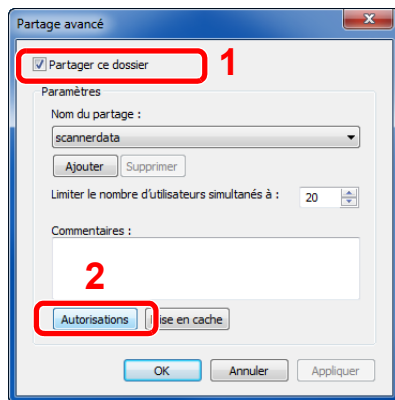 Partage avancé
Partager ce dossier 1
Paramètres
Nom du partage :
scannerdata
Ajouter Supprimer
Limiter le nombre d'utilisateurs simultanés à : 20
Commentaires :
2
Autorisations ise en cache
OK Annuler Appliquer